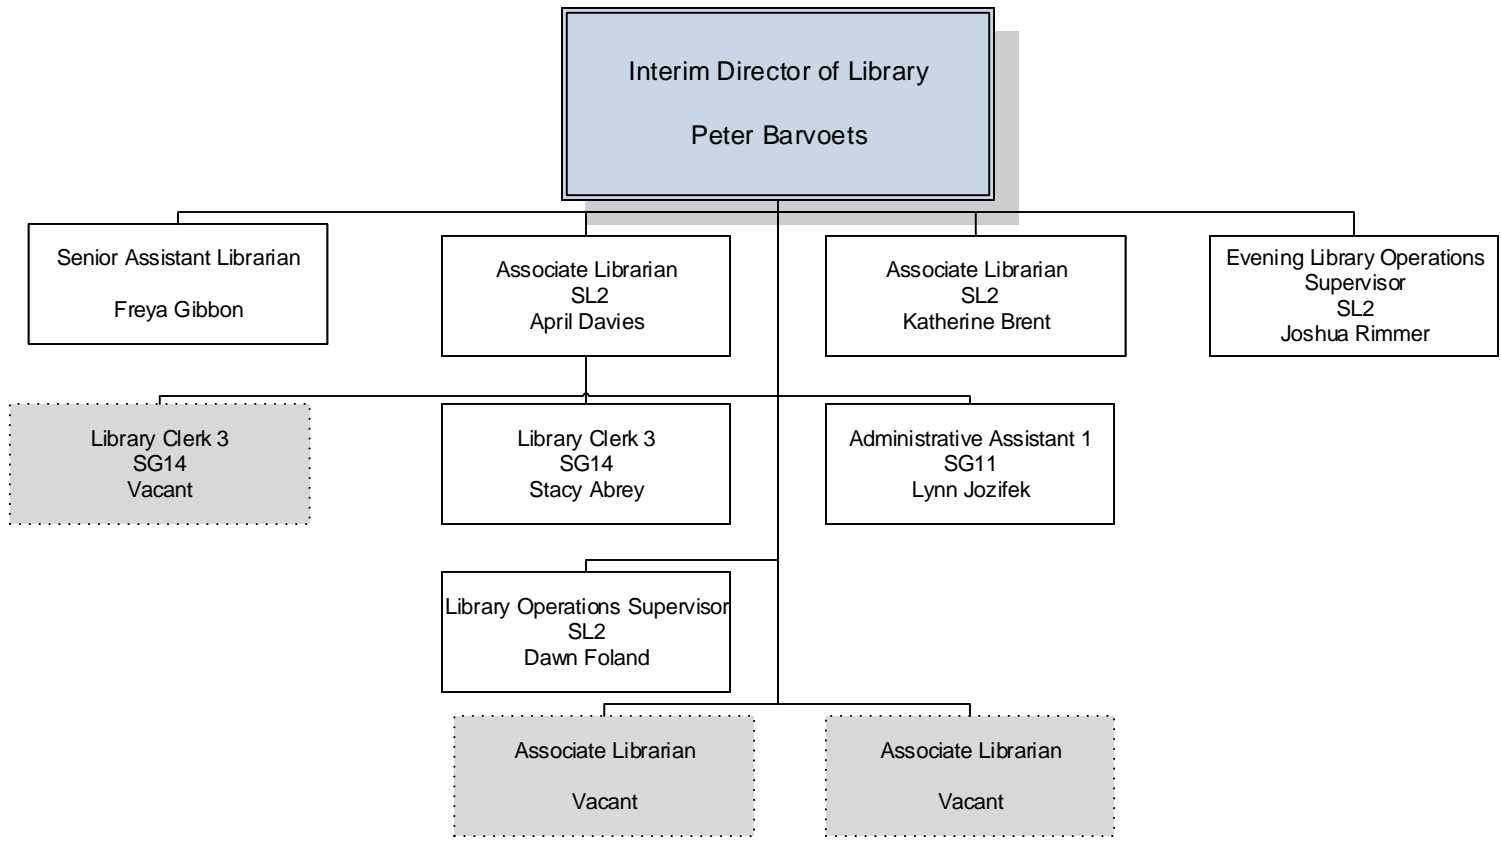 Interim Director of Library
Peter Barvoets
Senior Assistant Librarian
Freya Gibbon
Associate Librarian
SL2
April Davies
Associate Librarian
SL2
Katherine Brent
Evening Library Operations
Supervisor
SL2
Joshua Rimmer
Library Clerk 3
SG14
Vacant
Library Clerk 3
SG14
Stacy Abrey
Administrative Assistant 1
SG11
Lynn Jozifek
Library Operations Supervisor
SL2
Dawn Foland
Associate Librarian
Vacant
Associate Librarian
Vacant